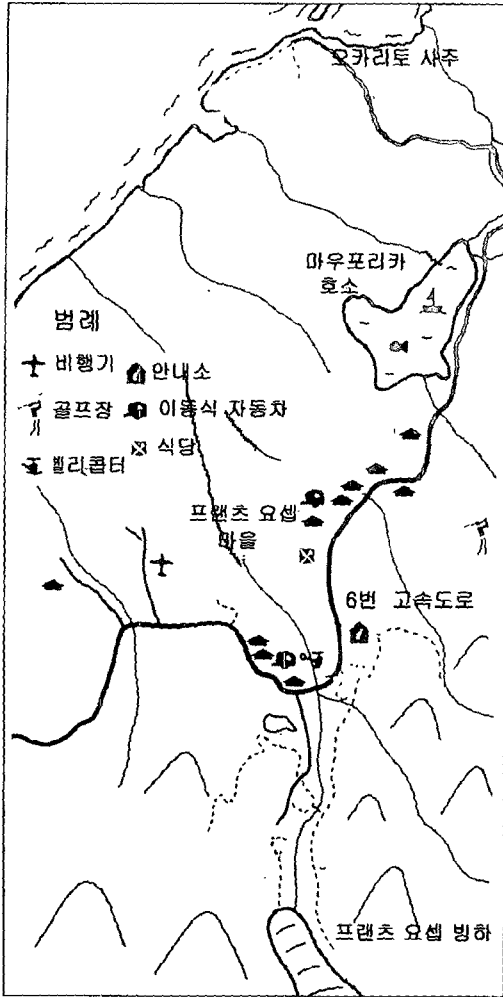 오카리토 사주
마우포리카
호소
범례
비행기
안내소
골프장
이동식 자동차
식당
헬리콥터
프랜츠 요셉
마을
6번 고속도로
프랜츠 요셉 빙하